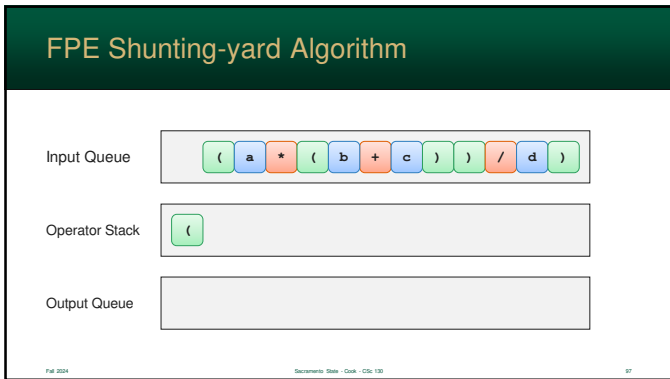 FPE Shunting-yard Algorithm
Input Queue ( a * ( b + c ) ) / d )
Operator Stack (
Output Queue
Fall 2024 Sacramento State - Cook - CSc 130 97